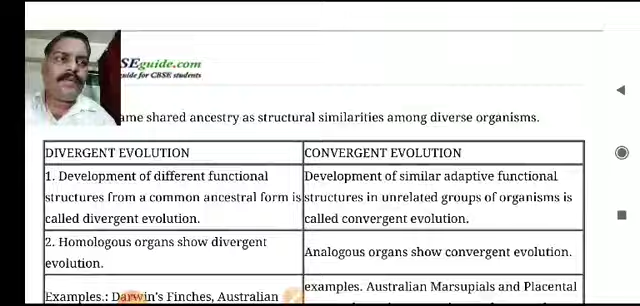 SEguide.com
uide for CBSE students
ame shared ancestry as structural similarities among diverse organisms.
DIVERGENT EVOLUTION
CONVERGENT EVOLUTION
1. Development of different functional
structures from a common ancestral form is
called divergent evolution.
Development of similar adaptive functional
structures in unrelated groups of organisms is
called convergent evolution.
2. Homologous organs show divergent
evolution.
Analogous organs show convergent evolution.
Examples.: Darwin's Finches, Australian
examples. Australian Marsupials and Placental